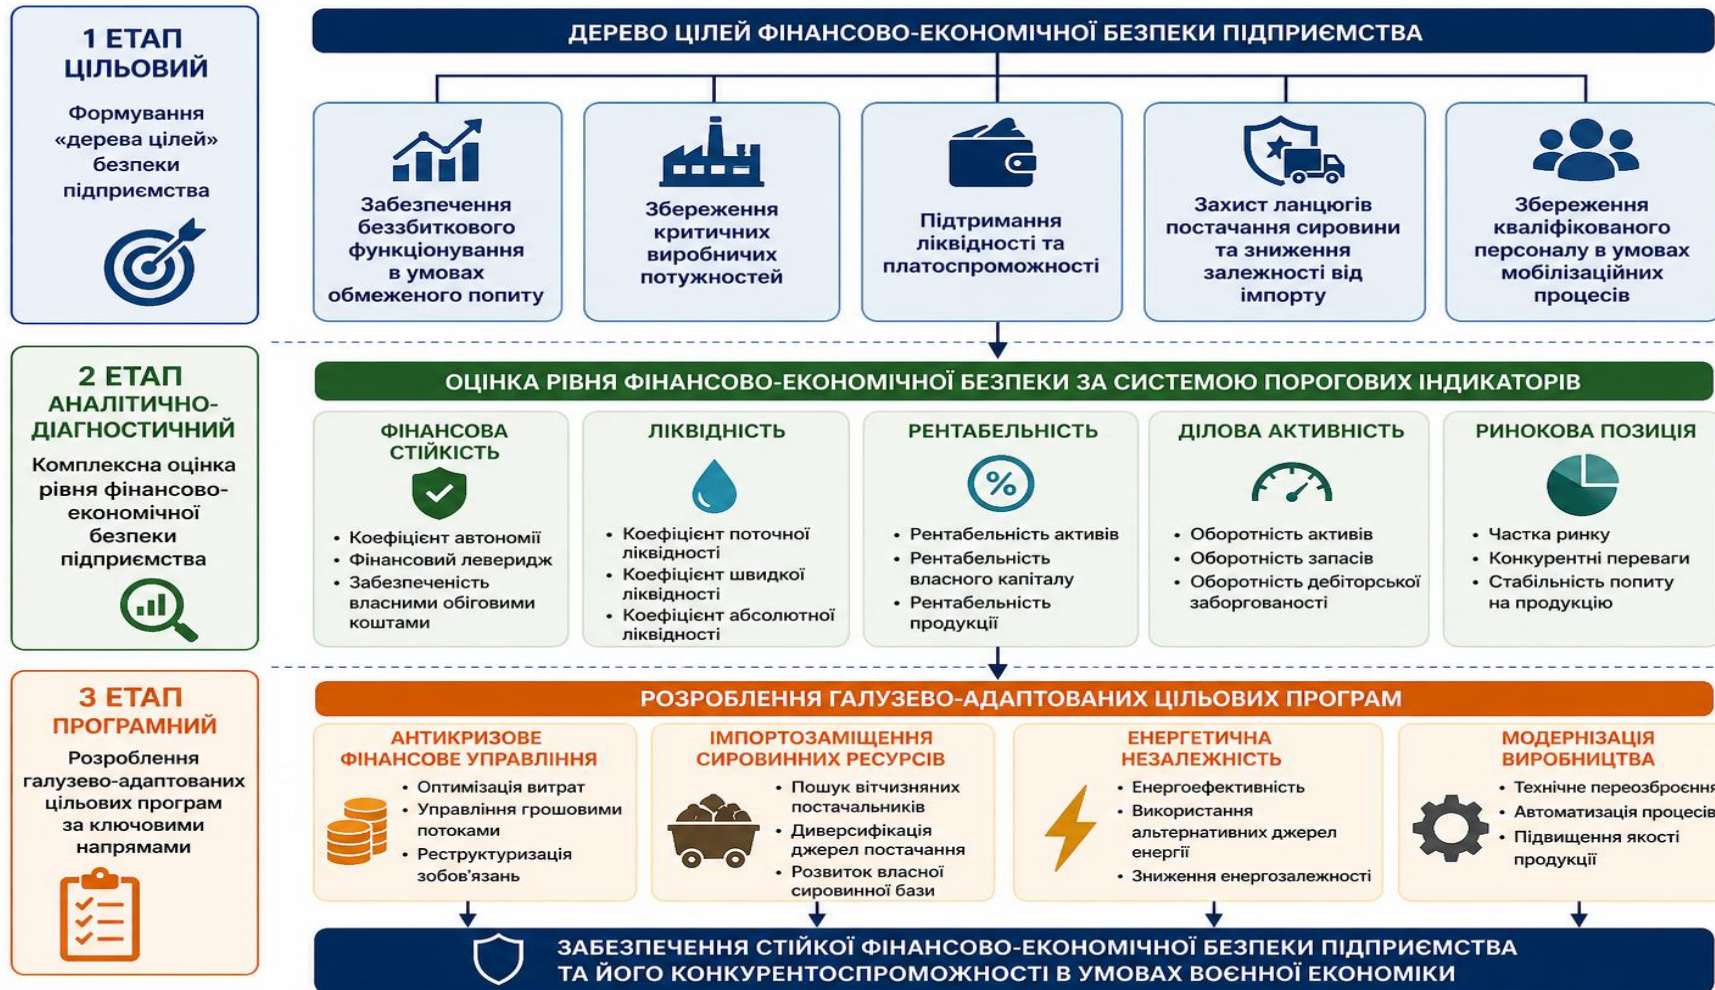 1 ЕТАП
ЦІЛЬОВИЙ
Формування
«дерева цілей»
безпеки
підприємства
ДЕРЕВО ЦІЛЕЙ ФІНАНСОВО-ЕКОНОМІЧНОЇ БЕЗПЕКИ ПІДПРИЄМСТВА
Забезпечення
беззбиткового
функціонування
в умовах
обмеженого попиту
Збереження
критичних
виробничих
потужностей
Підтримання
ліквідності та
платоспроможності
Захист ланцюгів
постачання сировини
та зниження
залежності від
імпорту
Збереження
кваліфікованого
персоналу в умовах
мобілізаційних
процесів
2 ЕТАП
АНАЛІТИЧНО-
ДІАГНОСТИЧНИЙ
Комплексна оцінка
рівня фінансово-
економічної
безпеки
підприємства
ОЦІНКА РІВНЯ ФІНАНСОВО-ЕКОНОМІЧНОЇ БЕЗПЕКИ ЗА СИСТЕМОЮ ПОРОГОВИХ ІНДИКАТОРІВ
ФІНАНСОВА
СТІЙКІСТЬ
• Коефіцієнт автономії
• Фінансовий леверидж
• Забезпеченість
власними обіговими
коштами
ЛІКВІДНІСТЬ
• Коефіцієнт поточної
ліквідності
• Коефіцієнт швидкої
ліквідності
• Коефіцієнт абсолютної
ліквідності
РЕНТАБЕЛЬНІСТЬ
%
• Рентабельність активів
• Рентабельність
власного капіталу
• Рентабельність
продукції
ДІЛОВА АКТИВНІСТЬ
• Оборотність активів
• Оборотність запасів
• Оборотність дебіторської
заборгованості
РИНОКОВА ПОЗИЦІЯ
• Частка ринку
• Конкурентні переваги
• Стабільність попиту
на продукцію
3 ЕТАП
ПРОГРАМНИЙ
Розроблення
галузево-адаптованих
цільових програм
за ключовими
напрямами
РОЗРОБЛЕННЯ ГАЛУЗЕВО-АДАПТОВАНИХ ЦІЛЬОВИХ ПРОГРАМ
АНТИКРИЗОВЕ
ФІНАНСОВЕ УПРАВЛІННЯ
• Оптимізація витрат
• Управління грошовими
потоками
• Реструктуризація
зобов'язань
ІМПОРТОЗАМІЩЕННЯ
СИРОВИННИХ РЕСУРСІВ
• Пошук вітчизняних
постачальників
• Диверсифікація
джерел постачання
• Розвиток власної
сировинної бази
ЕНЕРГЕТИЧНА
НЕЗАЛЕЖНІСТЬ
• Енергоефективність
• Використання
альтернативних джерел
енергії
• Зниження енергозалежності
МОДЕРНІЗАЦІЯ
ВИРОБНИЦТВА
• Технічне переозброєння
• Автоматизація процесів
• Підвищення якості
продукції
ЗАБЕЗПЕЧЕННЯ СТІЙКОЇ ФІНАНСОВО-ЕКОНОМІЧНОЇ БЕЗПЕКИ ПІДПРИЄМСТВА
ТА ЙОГО КОНКУРЕНТОСПРОМОЖНОСТІ В УМОВАХ ВОЄННОЇ ЕКОНОМІКИ